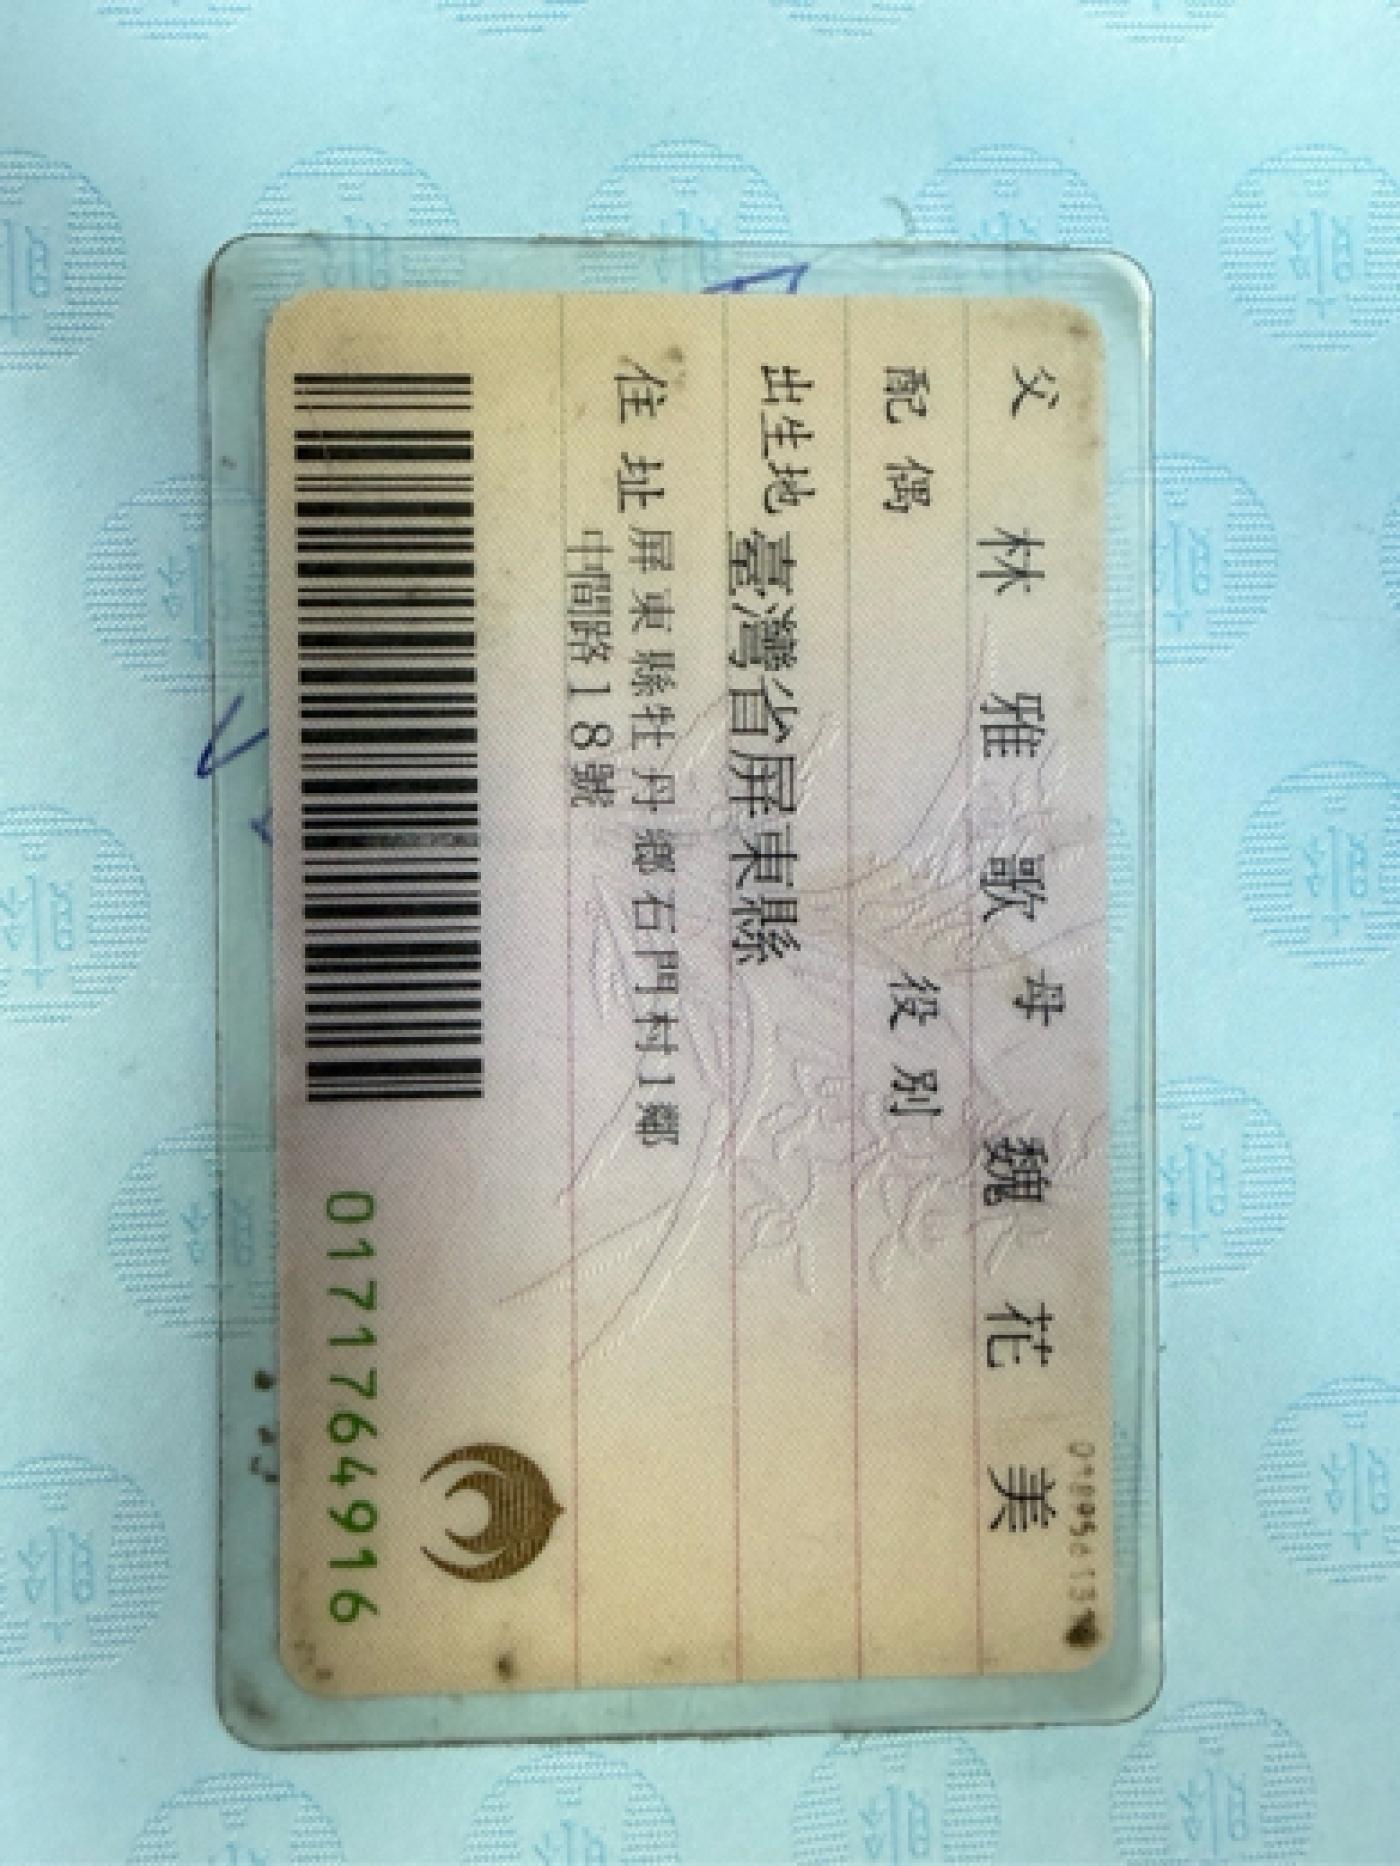 父 林雅歌 母 魏花美
配偶 役別
出生地 臺灣省屏東縣
住址 屏東縣牡丹鄉石門村1鄰
中間路18號
0171764916